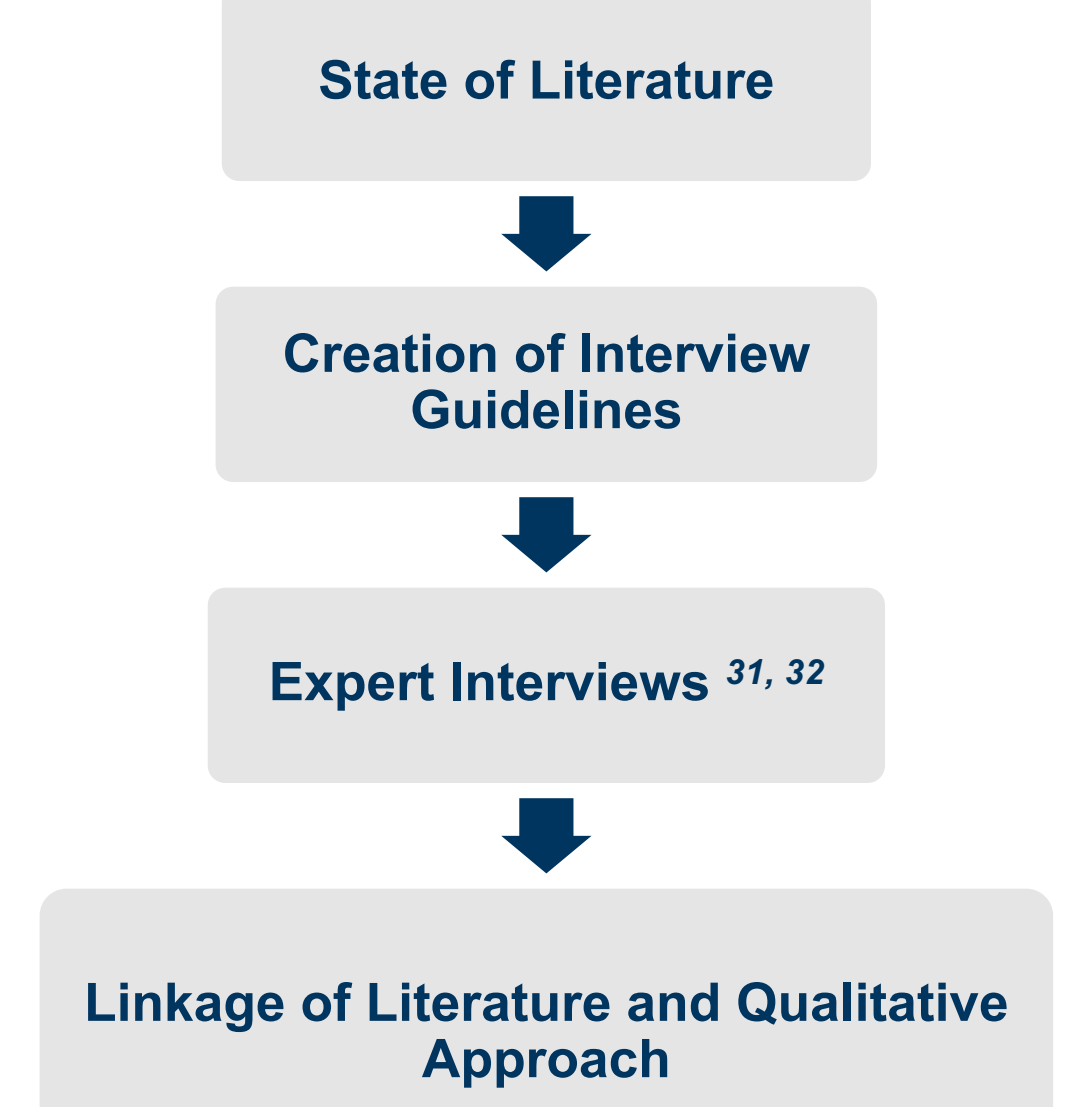 State of Literature
Creation of Interview
Guidelines
Expert Interviews 31, 32
Linkage of Literature and Qualitative
Approach